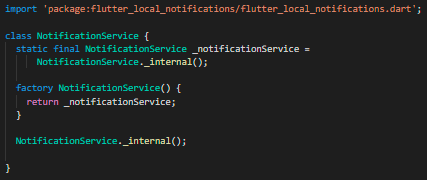 import 'package:flutter_local_notifications/flutter_local_notifications.dart';
class NotificationService {
static final NotificationService _notificationService =
NotificationService._internal();
factory NotificationService() {
return _notificationService;
}
NotificationService._internal();
}